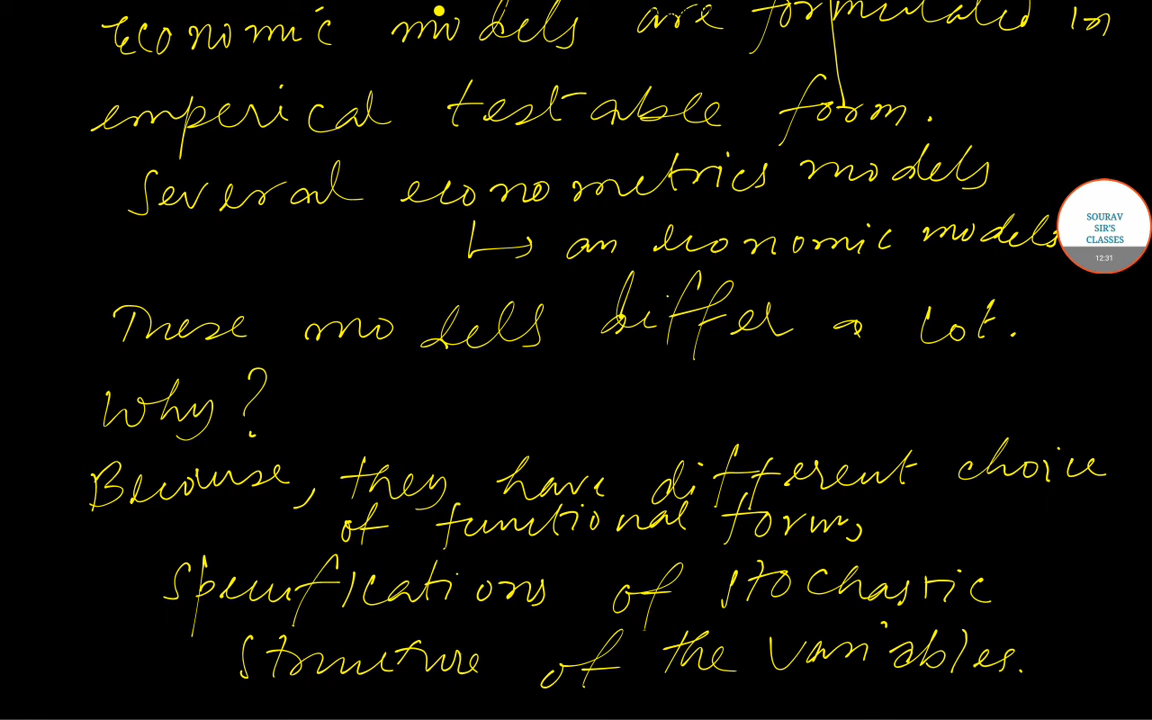 Economic models are formulated in
emperical testable form.
Several econometrics models
↳ an economic models
SOURAV
SIR'S
CLASSES
12:31
These models differ a lot.
Why?
Because, they have different choice
of functional form,
specifications of stochastic
structure of the variables.